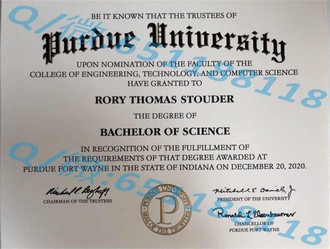 BE IT KNOWN THAT THE TRUSTEES OF
Purdue University
UPON NOMINATION OF THE FACULTY OF THE
COLLEGE OF ENGINEERING, TECHNOLOGY, AND COMPUTER SCIENCE
HAVE GRANTED TO
RORY THOMAS STOUDER
THE DEGREE OF
BACHELOR OF SCIENCE
IN RECOGNITION OF THE FULFILLMENT OF
THE REQUIREMENTS OF THAT DEGREE AWARDED AT
PURDUE FORT WAYNE IN THE STATE OF INDIANA ON DECEMBER 20, 2020.
CHAIRMAN OF THE TRUSTEES
P
PRESIDENT OF THE UNIVERSITY
CHANCELLOR OF
PURDUE FORT WAYNE
Q/微